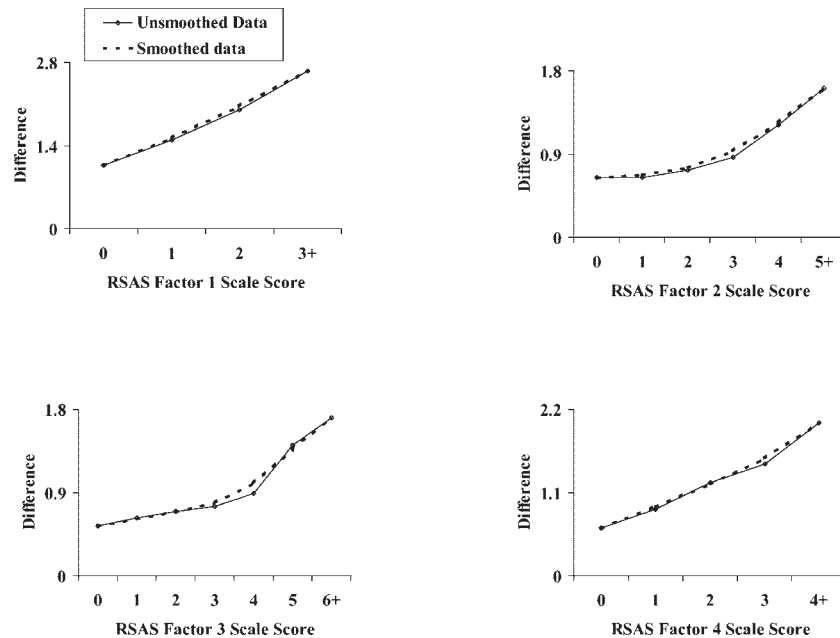 Unsmoothed Data
Smoothed data
2.8
1.4
0
Difference
0 1 2 3+
RSAS Factor 1 Scale Score
1.8
0.9
0
Difference
0 1 2 3 4 5+
RSAS Factor 2 Scale Score
1.8
0.9
0
Difference
0 1 2 3 4 5 6+
RSAS Factor 3 Scale Score
2.2
1.1
0
Difference
0 1 2 3 4+
RSAS Factor 4 Scale Score